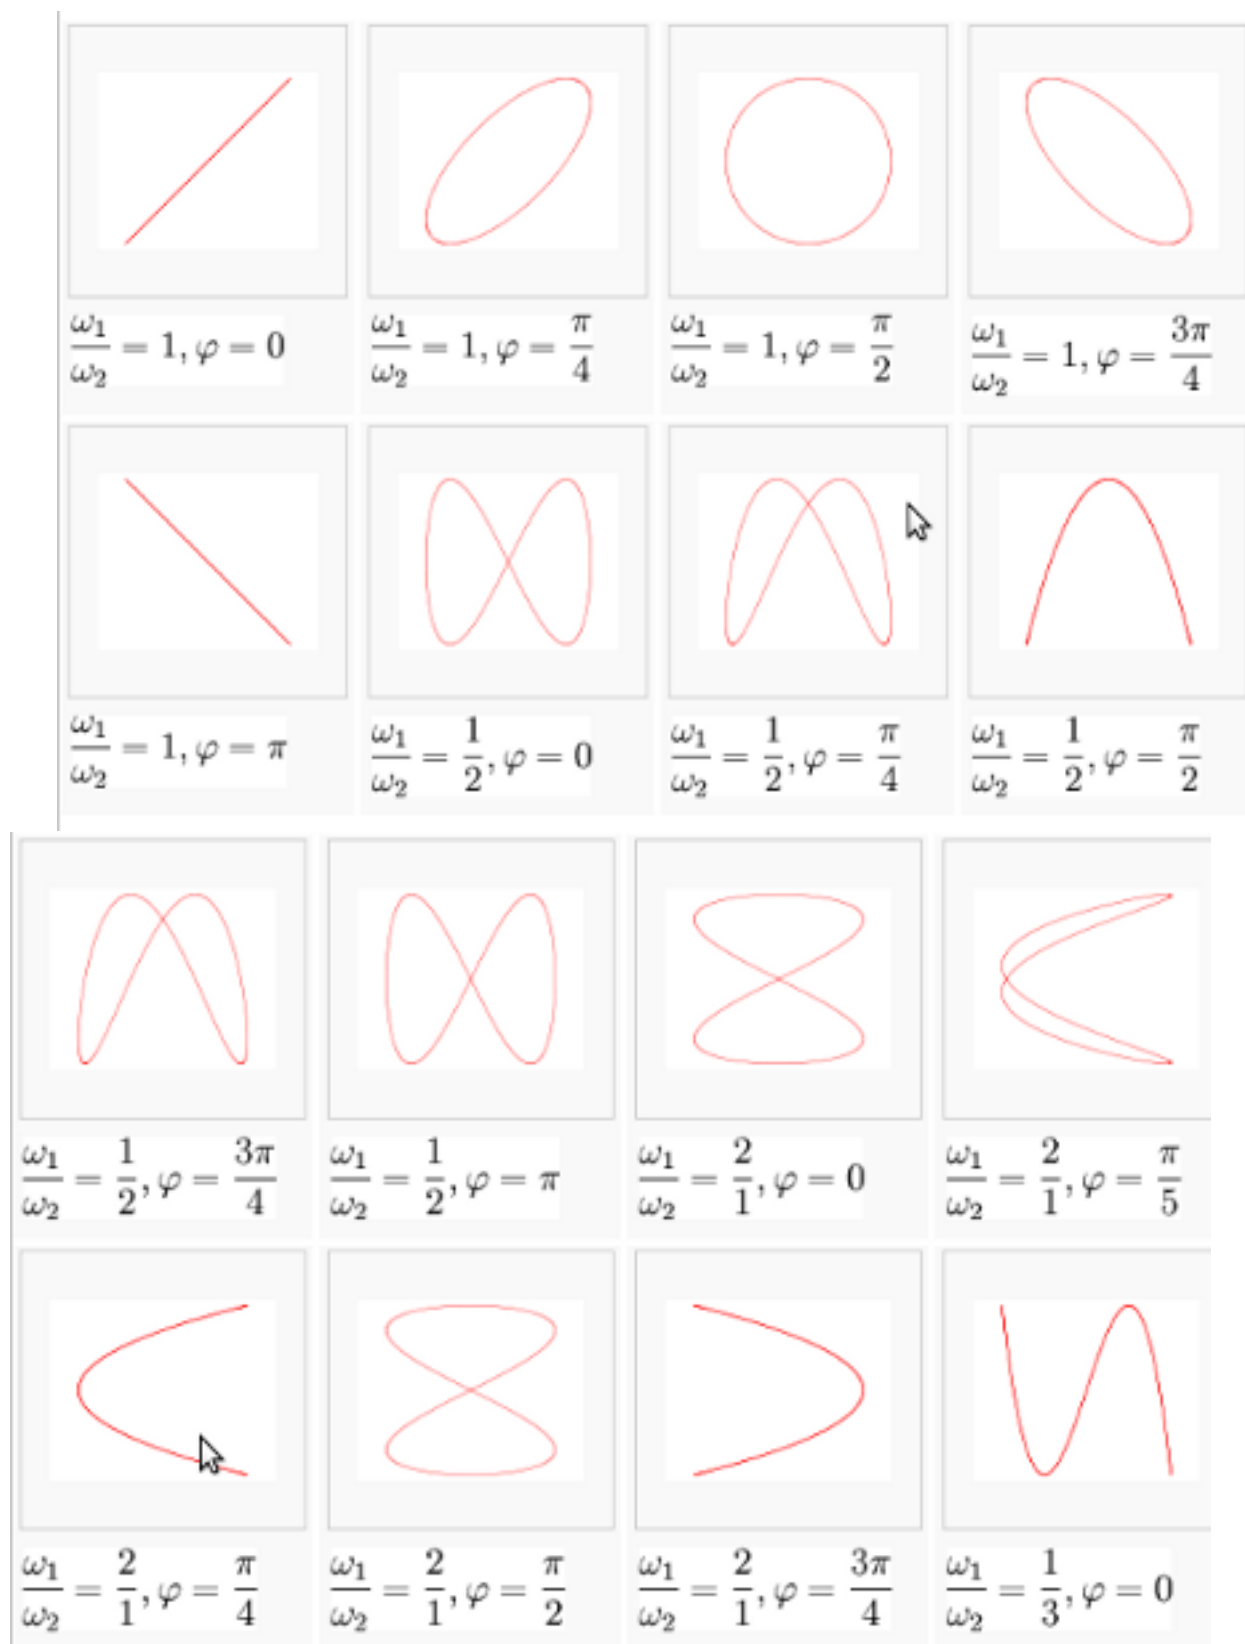 ω₁/ω₂ = 1, φ = 0
ω₁/ω₂ = 1, φ = π/4
ω₁/ω₂ = 1, φ = π/2
ω₁/ω₂ = 1, φ = 3π/4
ω₁/ω₂ = 1, φ = π
ω₁/ω₂ = 1/2, φ = 0
ω₁/ω₂ = 1/2, φ = π/4
ω₁/ω₂ = 1/2, φ = π/2
ω₁/ω₂ = 1/2, φ = 3π/4
ω₁/ω₂ = 1/2, φ = π
ω₁/ω₂ = 2/1, φ = 0
ω₁/ω₂ = 2/1, φ = π/5
ω₁/ω₂ = 2/1, φ = π/4
ω₁/ω₂ = 2/1, φ = π/2
ω₁/ω₂ = 2/1, φ = 3π/4
ω₁/ω₂ = 1/3, φ = 0